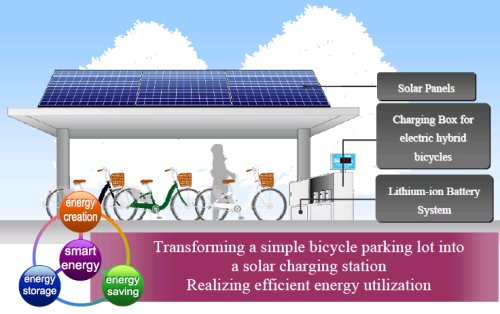 Solar Panels
Charging Box for
electric hybrid
bicycles
Lithium-ion Battery
System
energy
creation
smart
energy
energy
storage
energy
saving
Transforming a simple bicycle parking lot into
a solar charging station
Realizing efficient energy utilization